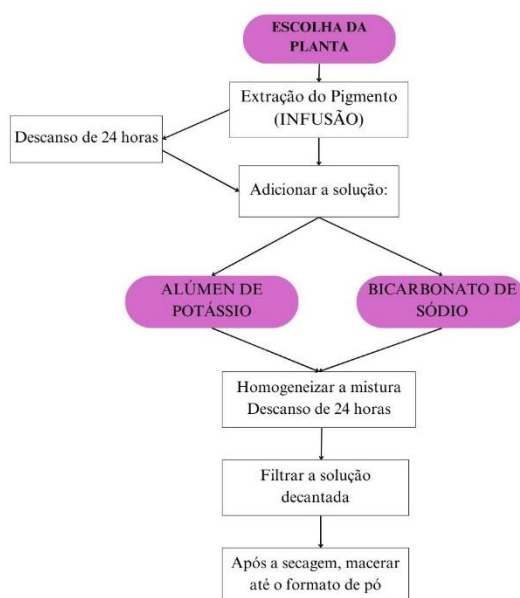 ESCOLHA DA
PLANTA
Extração do Pigmento
(INFUSÃO)
Descanso de 24 horas
Adicionar a solução:
ALÚMEN DE
POTÁSSIO
BICARBONATO DE
SÓDIO
Homogeneizar a mistura
Descanso de 24 horas
Filtrar a solução
decantada
Após a secagem, macerar
até o formato de pó